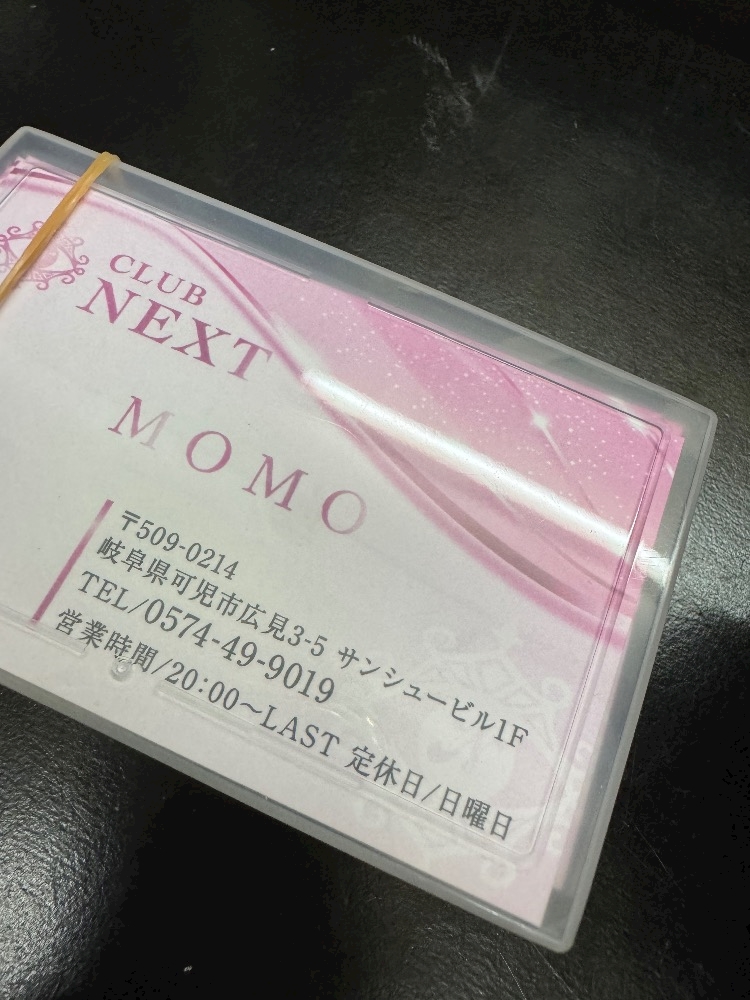 CLUB
NEXT
MOMO
〒509-0214
岐阜県可児市広見3-5 サンシュービル1F
TEL/0574-49-9019
営業時間/20:00〜LAST 定休日/日曜日